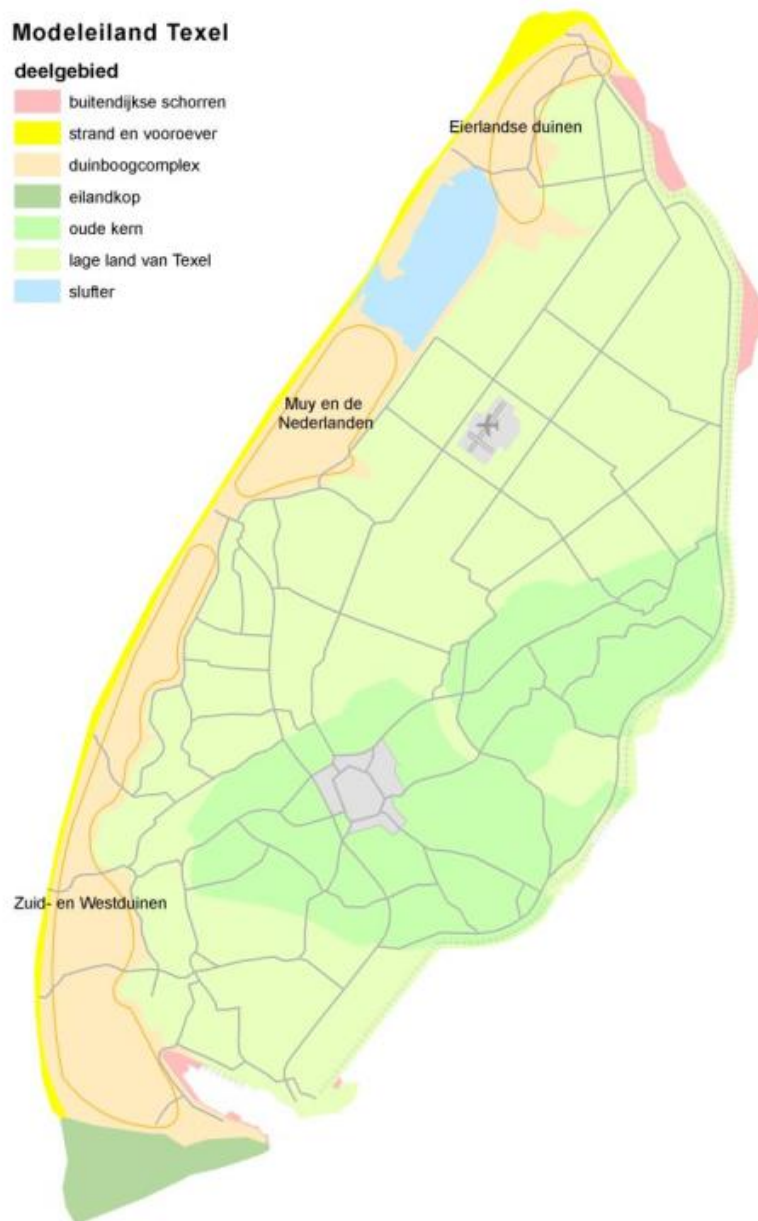 Modeleiland Texel
deelgebied
buitendijkse schorren
strand en vooroever
duinboogcomplex
eilandkop
oude kern
lage land van Texel
slufter
Eierlandse duinen
Muy en de
Nederlanden
Zuid- en Westduinen